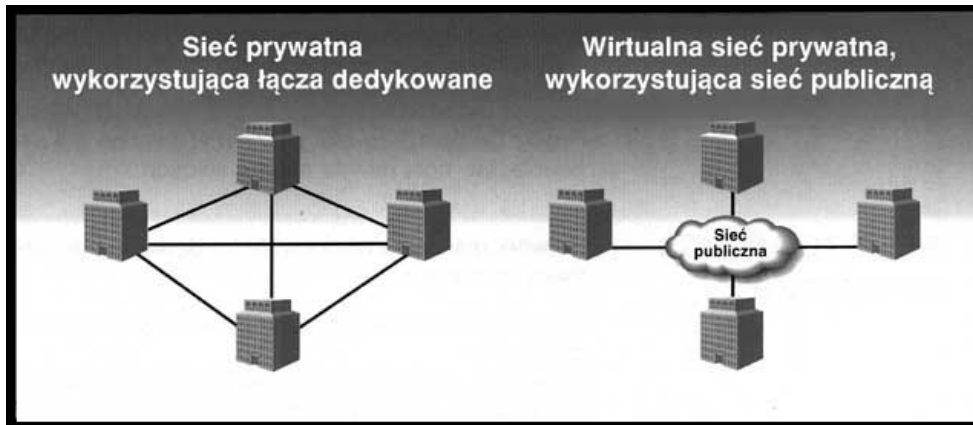 Sieć prywatna
wykorzystująca łącza dedykowane
Wirtualna sieć prywatna,
wykorzystująca sieć publiczną
Sieć
publiczna